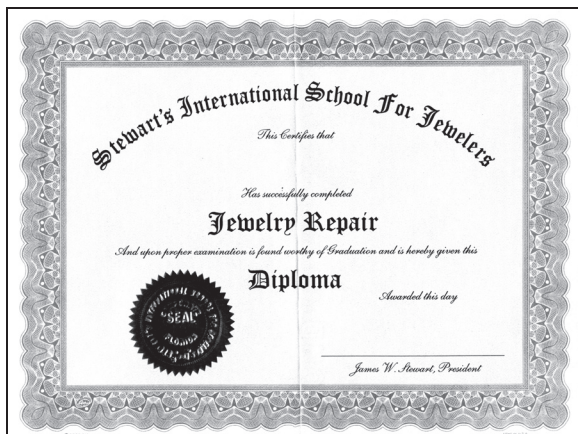 Stewart's International School For Jewelers
This Certifies that
Has successfully completed
Jewelry Repair
And upon proper examination is found worthy of Graduation and is hereby given this
Diploma
Awarded this day
"SEAL"
FLORIDA
James W. Stewart, President